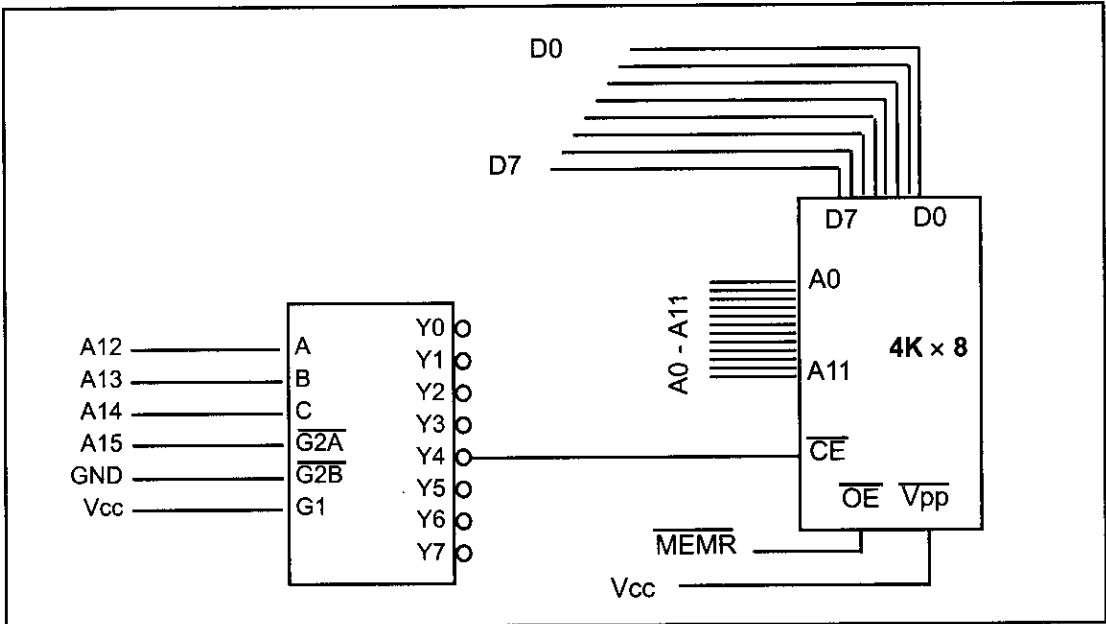 D0
D7
D7 D0
A0
A0 - A11
4K × 8
A11
A12 A Y0
A13 B Y1
A14 C Y2
A15 G2A Y3
GND G2B Y4
Vcc G1 Y5
Y6
Y7
CE
OE Vpp
MEMR
Vcc